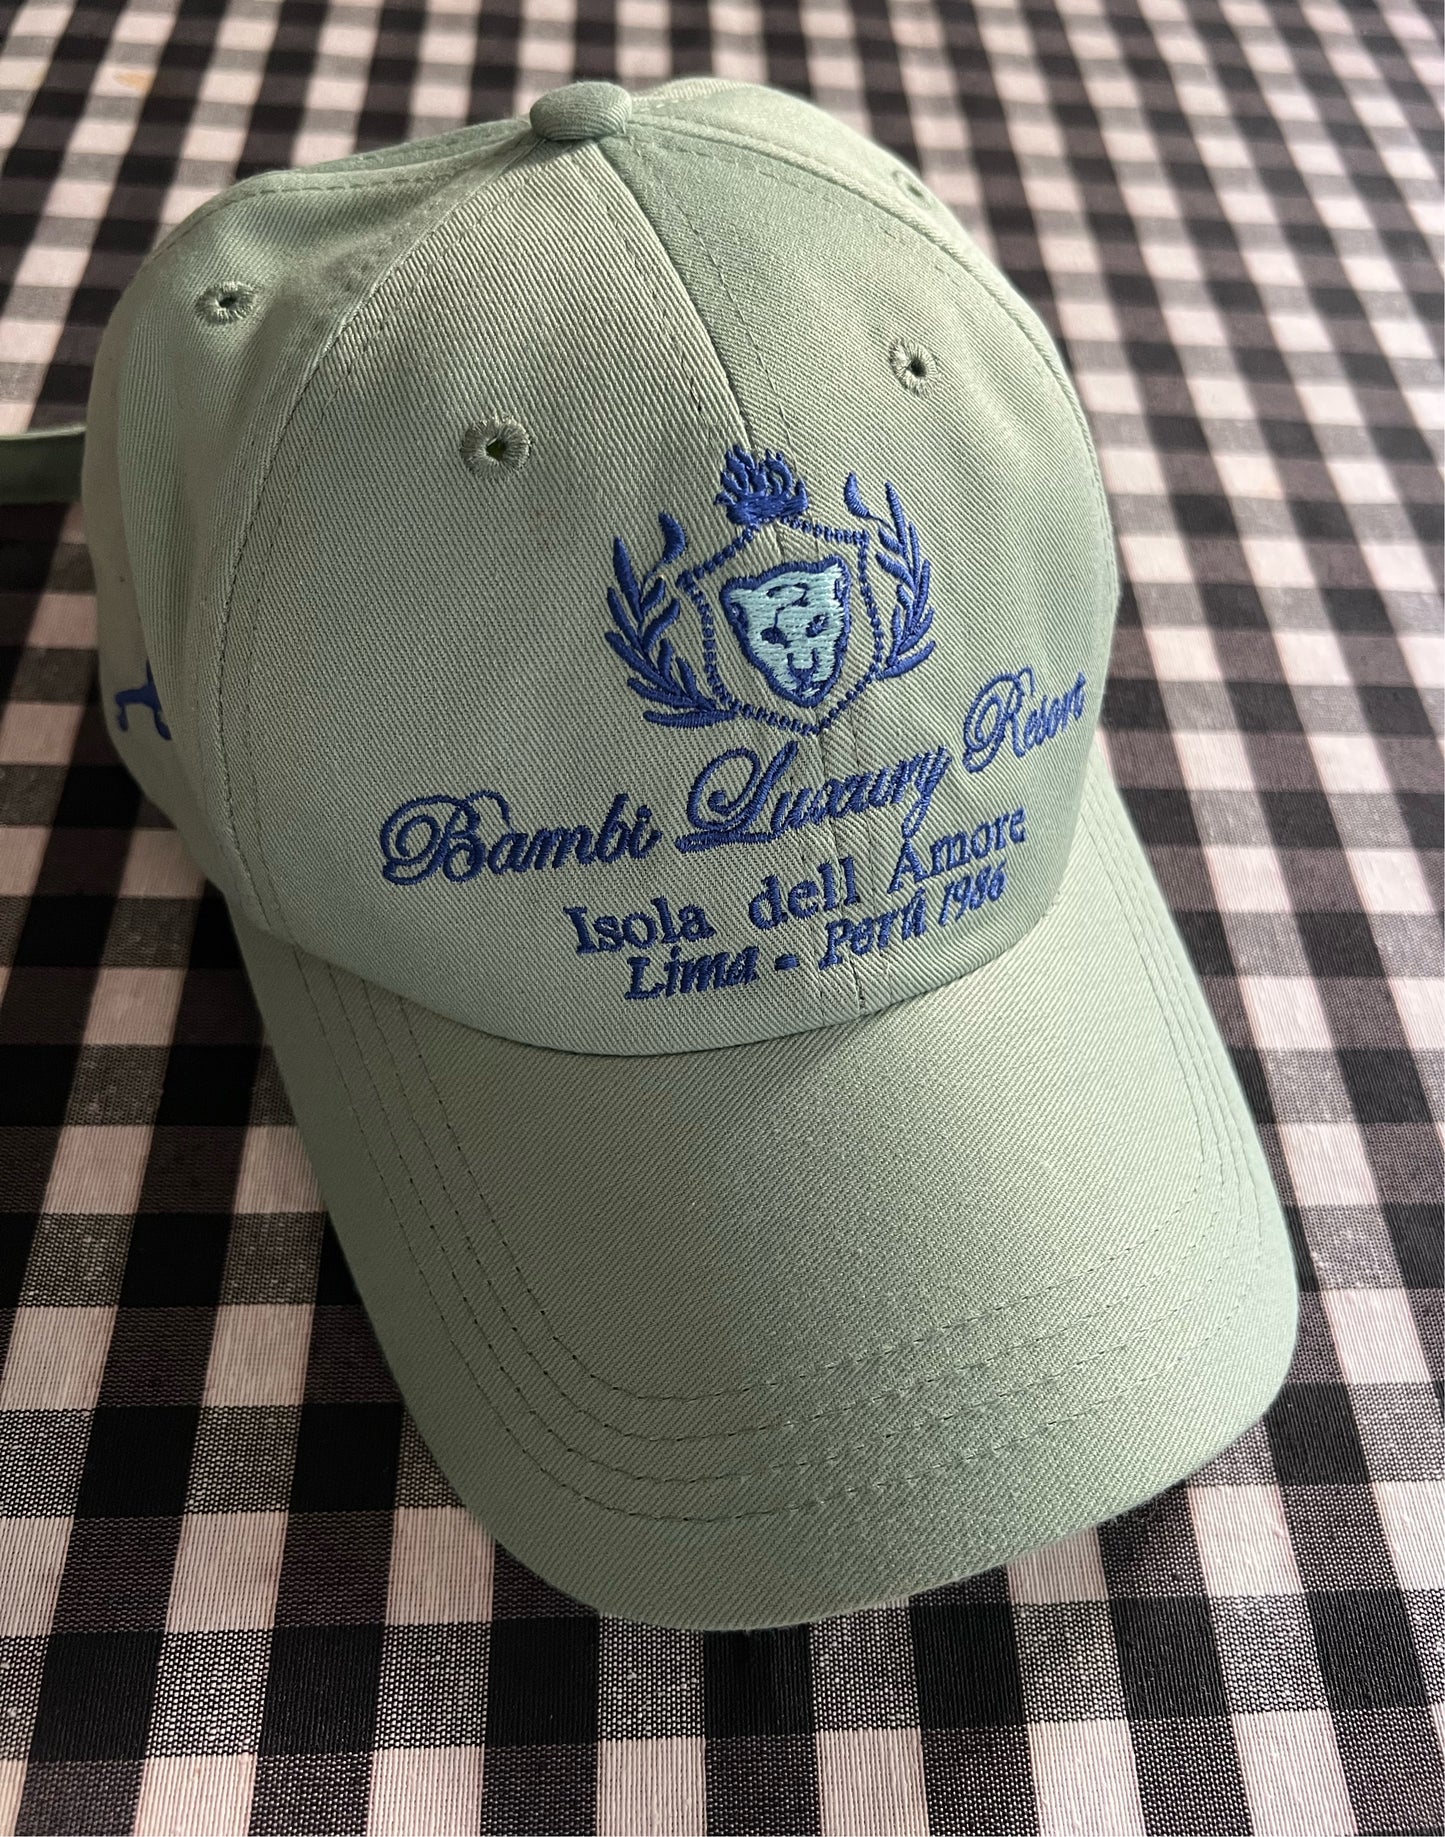 Bambi Luxury Resort
Isola dell Amore
Lima - Perú 1986